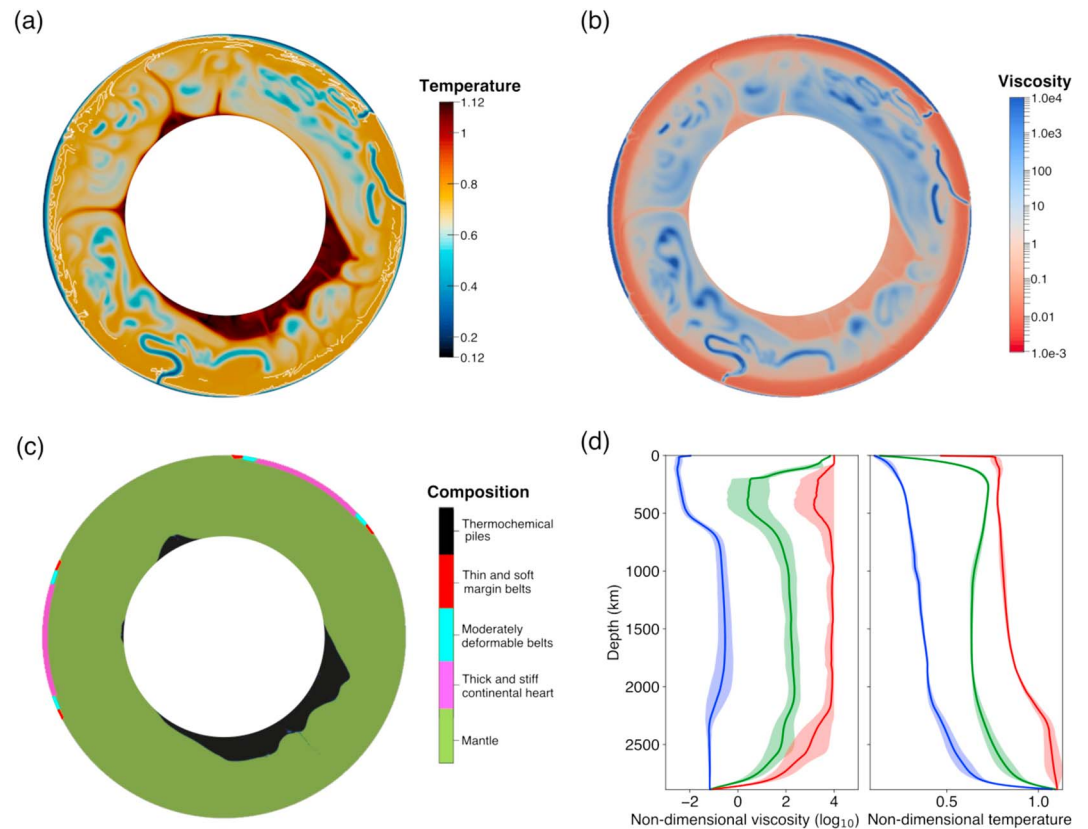 (a)
Temperature
1.12
1
0.8
0.6
0.4
0.2
0.12
(b)
Viscosity
1.0e4
1.0e3
100
10
1
0.1
0.01
1.0e-3
(c)
Composition
Thermochemical
piles
Thin and soft
margin belts
Moderately
deformable belts
Thick and stiff
continental heart
Mantle
(d)
Depth (km)
0
500
1000
1500
2000
2500
−2 0 2 4
Non-dimensional viscosity (log10)
0.5 1.0
Non-dimensional temperature